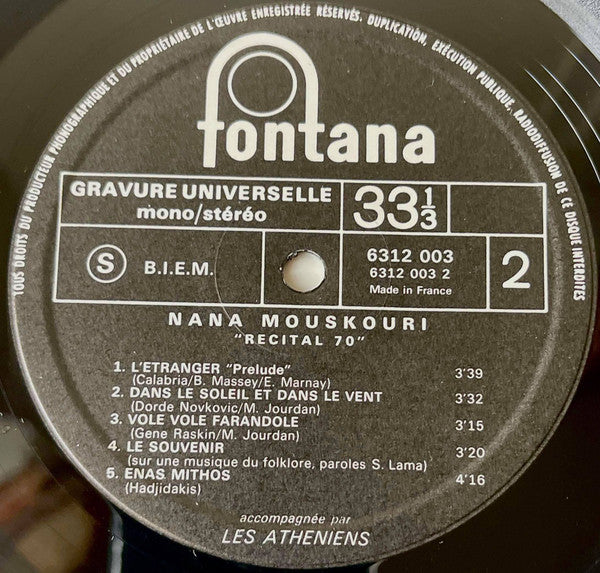 TOUS DROITS DU PRODUCTEUR PHONOGRAPHIQUE ET DU PROPRIÉTAIRE DE L'ŒUVRE ENREGISTRÉE RÉSERVÉS. DUPLICATION, EXÉCUTION PUBLIQUE, RADIODIFFUSION DE CE DISQUE INTERDITES
fontana
GRAVURE UNIVERSELLE
mono/stéréo
33 1/3
S
B.I.E.M.
6312 003
6312 003 2
Made in France
2
NANA MOUSKOURI
"RECITAL 70"
1. L'ETRANGER "Prelude" 3'39
(Calabria/B. Massey/E. Marnay)
2. DANS LE SOLEIL ET DANS LE VENT 3'32
(Dorde Novkovic/M. Jourdan)
3. VOLE VOLE FARANDOLE 3'15
(Gene Raskin/M. Jourdan)
4. LE SOUVENIR 3'20
(sur une musique du folklore, paroles S. Lama)
5. ENAS MITHOS 4'16
(Hadjidakis)
accompagnée par
LES ATHENIENS